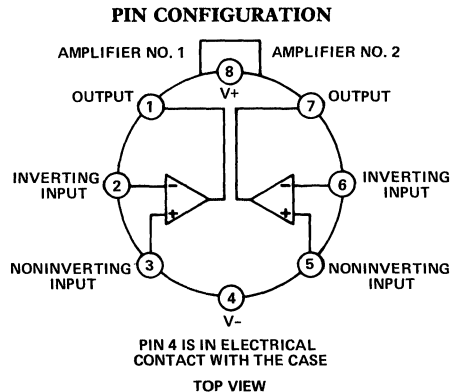 PIN CONFIGURATION
AMPLIFIER NO. 1
AMPLIFIER NO. 2
8
V+
OUTPUT
1
7
OUTPUT
INVERTING
INPUT
2
−
−
6
INVERTING
INPUT
+
+
NONINVERTING
INPUT
3
5
NONINVERTING
INPUT
4
V−
PIN 4 IS IN ELECTRICAL
CONTACT WITH THE CASE
TOP VIEW